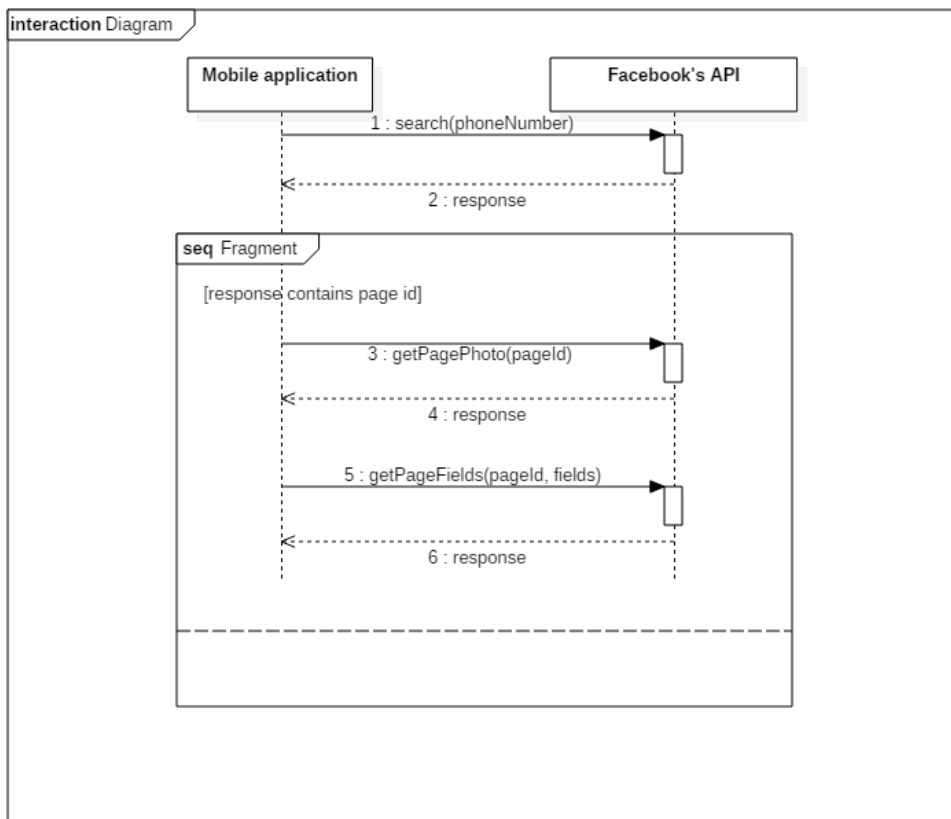 interaction Diagram
Mobile application
Facebook's API
1 : search(phoneNumber)
2 : response
seq Fragment
[response contains page id]
3 : getPagePhoto(pageId)
4 : response
5 : getPageFields(pageId, fields)
6 : response